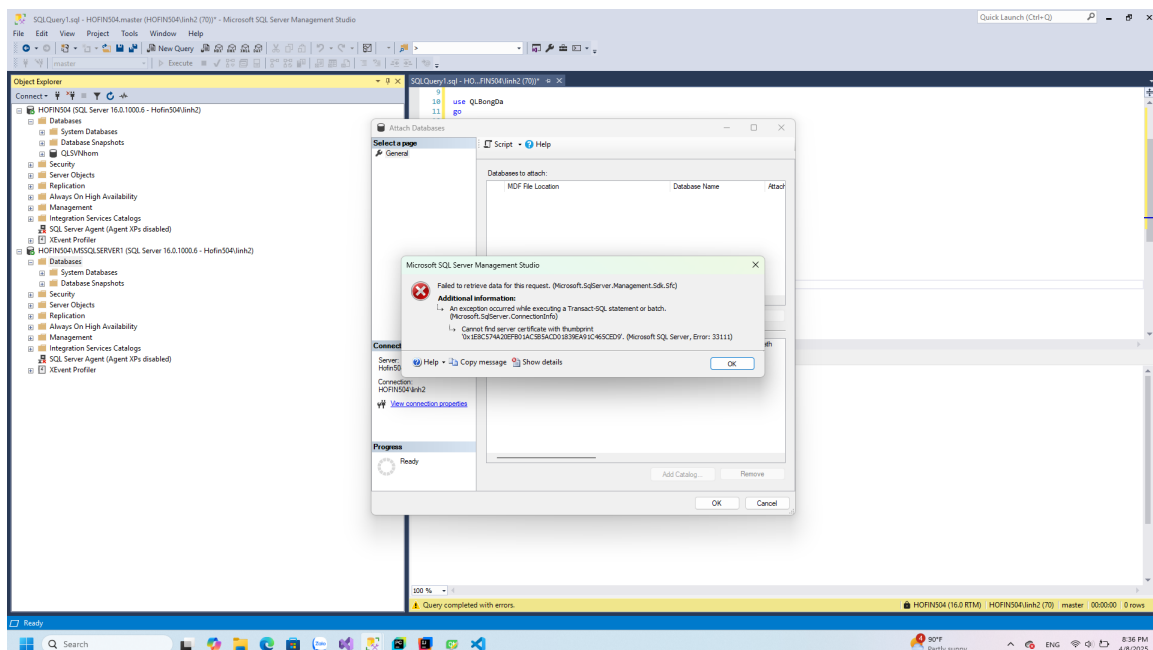 SQLQuery1.sql - HOFIN504.master (HOFIN504\linh2 (70))* - Microsoft SQL Server Management Studio
Quick Launch (Ctrl+Q)
File Edit View Project Tools Window Help
New Query
master
Execute
Object Explorer
Connect
HOFIN504 (SQL Server 16.0.1000.6 - Hofin504\linh2)
Databases
System Databases
Database Snapshots
QLSVNhom
Security
Server Objects
Replication
Always On High Availability
Management
Integration Services Catalogs
SQL Server Agent (Agent XPs disabled)
XEvent Profiler
HOFIN504\MSSQLSERVER1 (SQL Server 16.0.1000.6 - Hofin504\linh2)
Databases
System Databases
Database Snapshots
Security
Server Objects
Replication
Always On High Availability
Management
Integration Services Catalogs
SQL Server Agent (Agent XPs disabled)
XEvent Profiler
SQLQuery1.sql - HO...FIN504\linh2 (70))*
9
10 use QLBongDa
11 go
Attach Databases
Select a page
General
Script Help
Databases to attach:
MDF File Location Database Name Attach
Microsoft SQL Server Management Studio
Failed to retrieve data for this request. (Microsoft.SqlServer.Management.Sdk.Sfc)
Additional information:
An exception occurred while executing a Transact-SQL statement or batch.
(Microsoft.SqlServer.ConnectionInfo)
Cannot find server certificate with thumbprint
'0x1E8C574A20EFB01AC5B5ACD01839EA91C465CED9'. (Microsoft SQL Server, Error: 33111)
Help Copy message Show details
OK
Connect
Server:
Hofin50
Connection:
HOFIN504\linh2
View connection properties
Progress
Ready
Add Catalog... Remove
OK Cancel
100 %
Query completed with errors.
HOFIN504 (16.0 RTM) HOFIN504\linh2 (70) master 00:00:00 0 rows
Ready
Search
4
90°F
Partly sunny
ENG
8:36 PM
4/8/2025